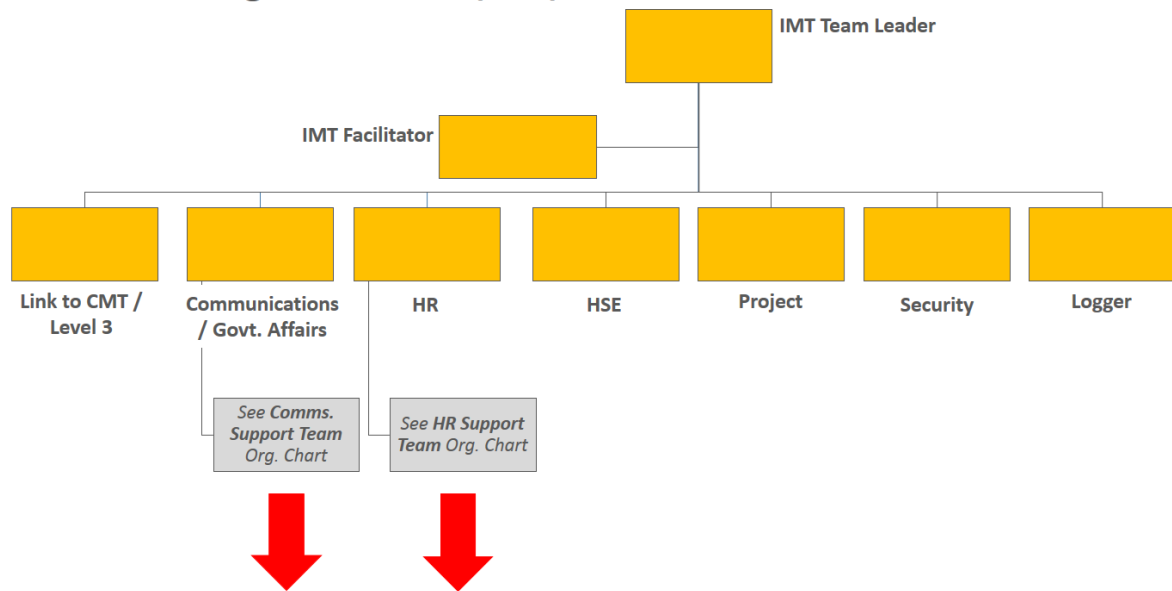 IMT Team Leader
IMT Facilitator
Link to CMT /
Level 3
Communications
/ Govt. Affairs
HR
HSE
Project
Security
Logger
See Comms.
Support Team
Org. Chart
See HR Support
Team Org. Chart